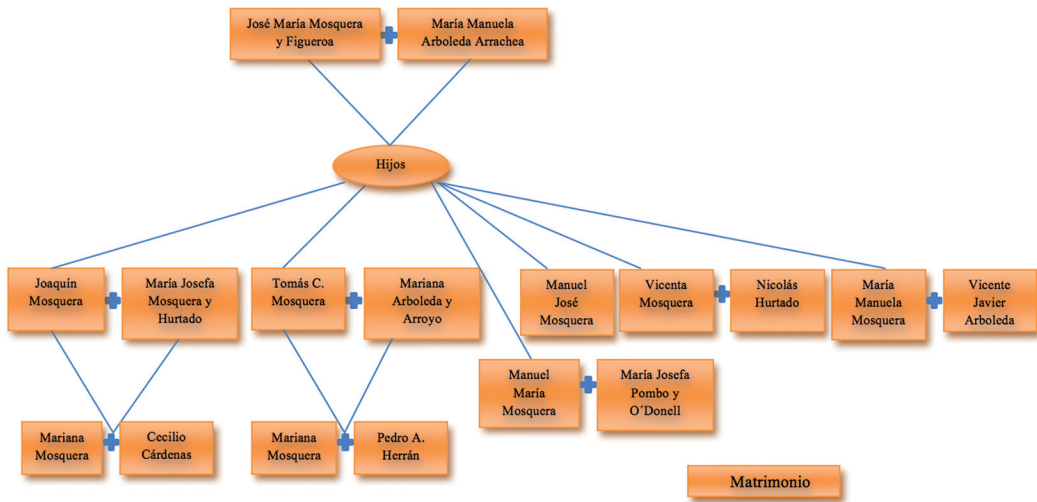 José María Mosquera
y Figueroa
María Manuela
Arboleda Arrachea
Hijos
Joaquín
Mosquera
María Josefa
Mosquera y
Hurtado
Tomás C.
Mosquera
Mariana
Arboleda y
Arroyo
Manuel
José
Mosquera
Vicenta
Mosquera
Nicolás
Hurtado
María
Manuela
Mosquera
Vicente
Javier
Arboleda
Manuel
María
Mosquera
María Josefa
Pombo y
O´Donell
Mariana
Mosquera
Cecilio
Cárdenas
Mariana
Mosquera
Pedro A.
Herrán
Matrimonio